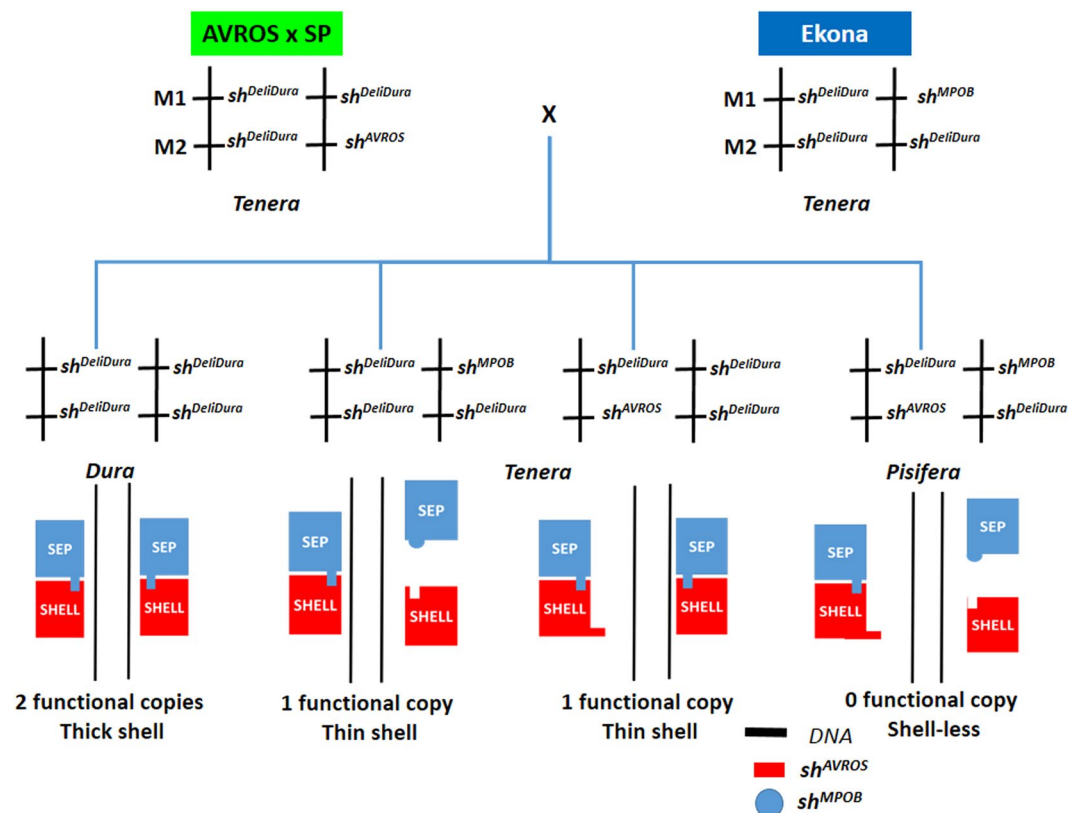 AVROS x SP
Ekona
M1 sh^DeliDura sh^DeliDura
M2 sh^DeliDura sh^AVROS
Tenera
X
M1 sh^DeliDura sh^MPOB
M2 sh^DeliDura sh^DeliDura
Tenera
sh^DeliDura sh^DeliDura
sh^DeliDura sh^DeliDura
sh^DeliDura sh^MPOB
sh^DeliDura sh^DeliDura
sh^DeliDura sh^DeliDura
sh^AVROS sh^DeliDura
sh^DeliDura sh^MPOB
sh^AVROS sh^DeliDura
Dura
Tenera
Pisifera
SEP SEP
SHELL SHELL
SEP SEP
SHELL SHELL
SEP SEP
SHELL SHELL
SEP SEP
SHELL SHELL
2 functional copies
Thick shell
1 functional copy
Thin shell
1 functional copy
Thin shell
0 functional copy
Shell-less
DNA
sh^AVROS
sh^MPOB